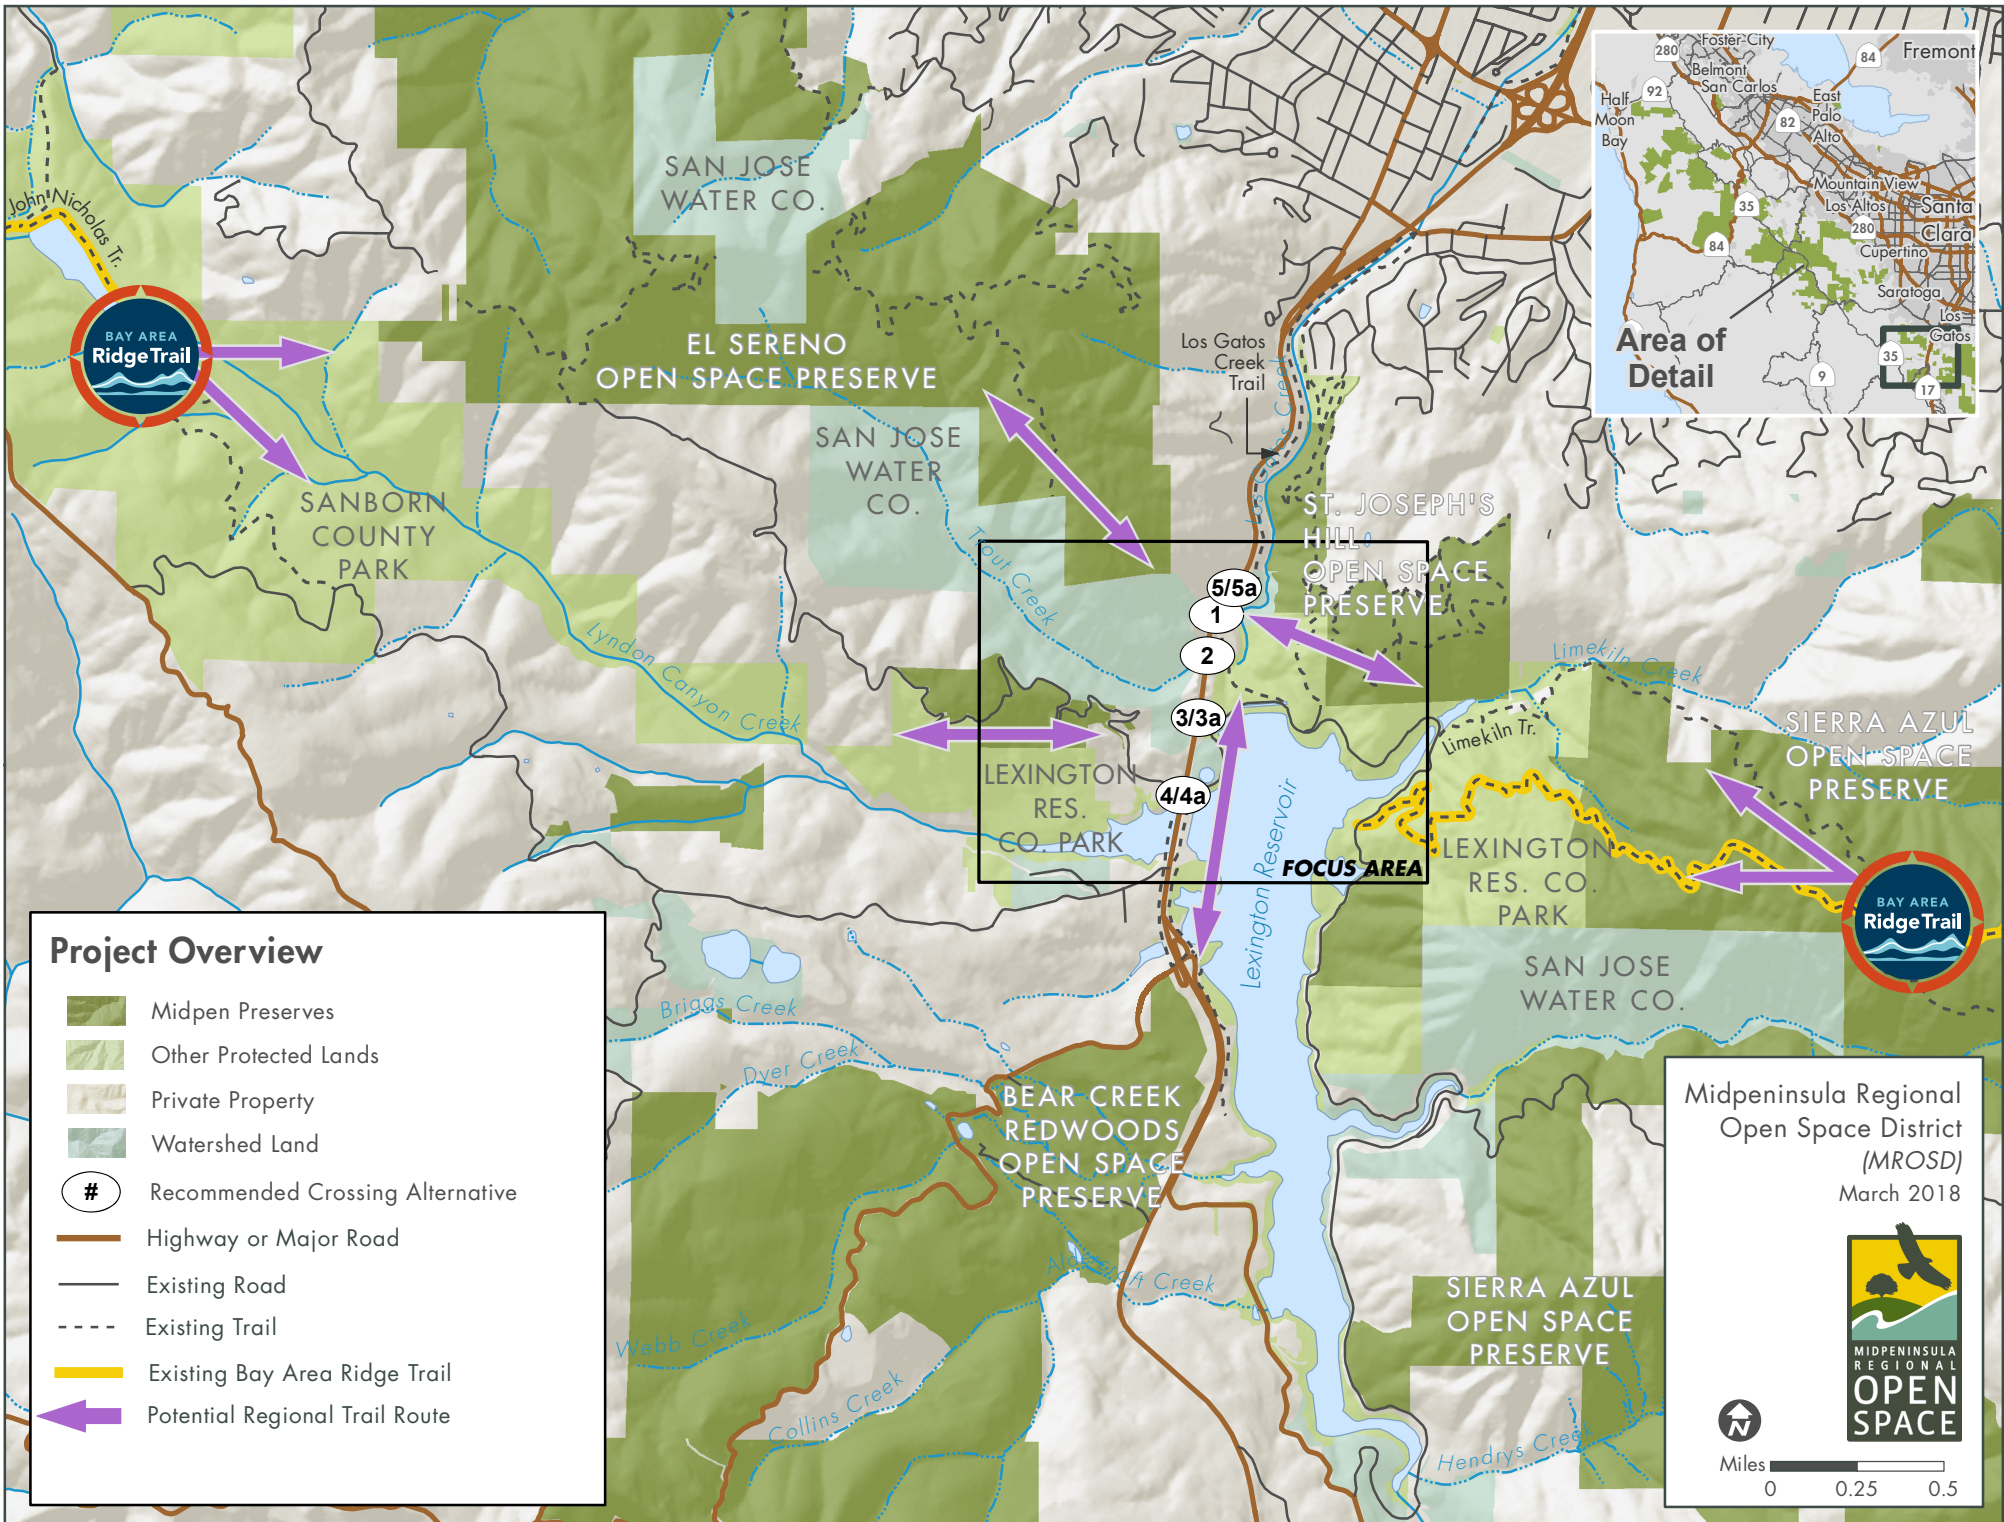 John Nicholas Tr.
BAY AREA
RidgeTrail
SAN JOSE
WATER CO.
EL SERENO
OPEN SPACE PRESERVE
SAN JOSE
WATER
CO.
SANBORN
COUNTY
PARK
Los Gatos
Creek
Trail
Los Gatos Creek
ST. JOSEPH'S
HILL
OPEN SPACE
PRESERVE
Trout Creek
Lyndon Canyon Creek
5/5a
1
2
3/3a
4/4a
Limekiln Creek
Limekiln Tr.
SIERRA AZUL
OPEN SPACE
PRESERVE
LEXINGTON
RES.
CO. PARK
Lexington Reservoir
FOCUS AREA
LEXINGTON
RES. CO.
PARK
BAY AREA
RidgeTrail
SAN JOSE
WATER CO.
Briggs Creek
Dyer Creek
BEAR CREEK
REDWOODS
OPEN SPACE
PRESERVE
Aldercroft Creek
Webb Creek
Collins Creek
SIERRA AZUL
OPEN SPACE
PRESERVE
Hendrys Creek
280
Foster City
84
Fremont
Belmont
San Carlos
92
Half
Moon
Bay
East
Palo
Alto
82
Mountain View
Los Altos
35
Santa
Clara
280
84
Cupertino
Saratoga
Los
Gatos
Area of
Detail
35
9
17
Project Overview
Midpen Preserves
Other Protected Lands
Private Property
Watershed Land
# Recommended Crossing Alternative
Highway or Major Road
Existing Road
Existing Trail
Existing Bay Area Ridge Trail
Potential Regional Trail Route
Midpeninsula Regional
Open Space District
(MROSD)
March 2018
MIDPENINSULA
REGIONAL
OPEN
SPACE
N
Miles
0 0.25 0.5